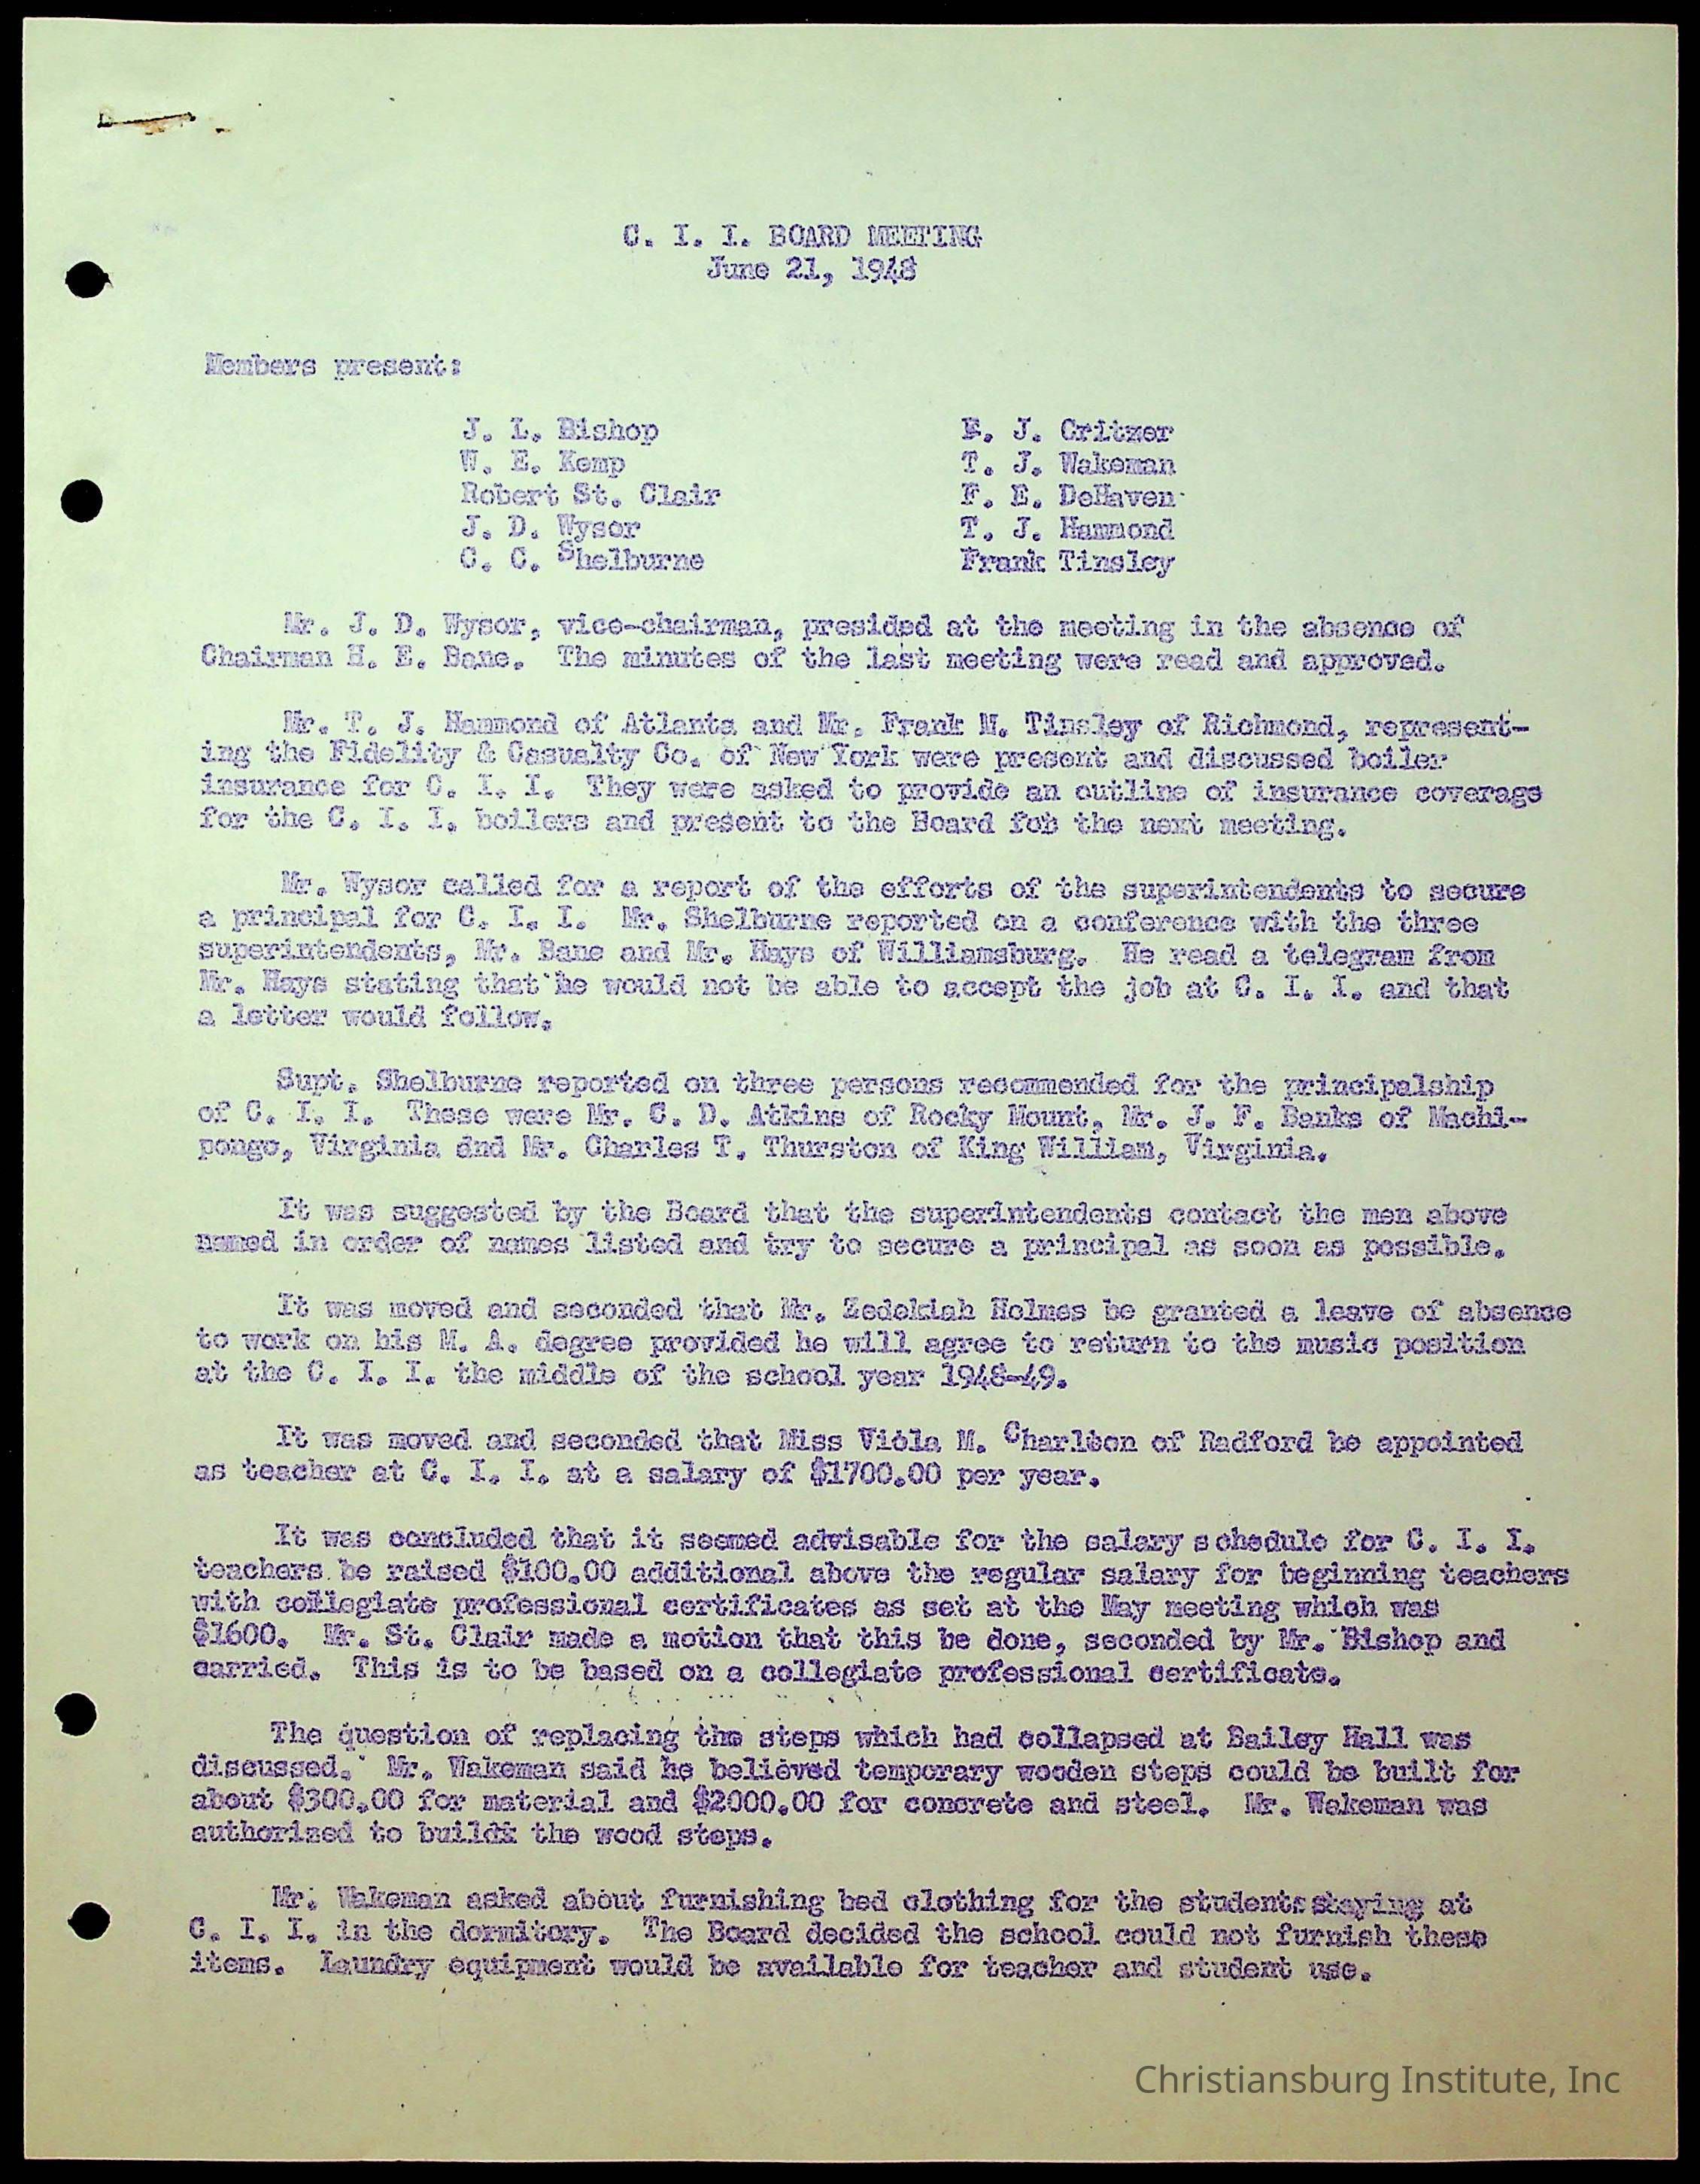 C. I. I. BOARD MEETING
June 21, 1948
Members present:
J. L. Bishop
W. E. Kemp
Robert St. Clair
J. D. Wysor
C. C. Shelburne
E. J. Critzer
T. J. Wakeman
F. E. DeHaven
T. J. Hammond
Frank Tinsley
Mr. J. D. Wysor, vice-chairman, presided at the meeting in the absence of
Chairman H. E. Bane. The minutes of the last meeting were read and approved.
Mr. T. J. Hammond of Atlanta and Mr. Frank M. Tinsley of Richmond, represent-
ing the Fidelity & Casualty Co. of New York were present and discussed boiler
insurance for C. I. I. They were asked to provide an outline of insurance coverage
for the C. I. I. boilers and present to the Board fob the next meeting.
Mr. Wysor called for a report of the efforts of the superintendents to secure
a principal for C. I. I. Mr. Shelburne reported on a conference with the three
superintendents, Mr. Bane and Mr. Hays of Williamsburg. He read a telegram from
Mr. Hays stating that he would not be able to accept the job at C. I. I. and that
a letter would follow.
Supt. Shelburne reported on three persons recommended for the principalship
of C. I. I. These were Mr. C. D. Atkins of Rocky Mount, Mr. J. F. Banks of Machi-
pongo, Virginia dnd Mr. Charles T. Thurston of King William, Virginia.
It was suggested by the Board that the superintendents contact the men above
named in order of names listed and try to secure a principal as soon as possible.
It was moved and seconded that Mr. Zedekiah Holmes be granted a leave of absence
to work on his M. A. degree provided he will agree to return to the music position
at the C. I. I. the middle of the school year 1948-49.
It was moved and seconded that Miss Viola M. Charlton of Radford be appointed
as teacher at C. I. I. at a salary of $1700.00 per year.
It was concluded that it seemed advisable for the salary schedule for C. I. I.
teachers be raised $100.00 additional above the regular salary for beginning teachers
with collegiate professional certificates as set at the May meeting which was
$1600. Mr. St. Clair made a motion that this be done, seconded by Mr. Bishop and
carried. This is to be based on a collegiate professional certificate.
The question of replacing the steps which had collapsed at Bailey Hall was
discussed. Mr. Wakeman said he believed temporary wooden steps could be built for
about $300.00 for material and $2000.00 for concrete and steel. Mr. Wakeman was
authorized to build the wood steps.
Mr. Wakeman asked about furnishing bed clothing for the students staying at
C. I. I. in the dormitory. The Board decided the school could not furnish these
items. Laundry equipment would be available for teacher and student use.
Christiansburg Institute, Inc